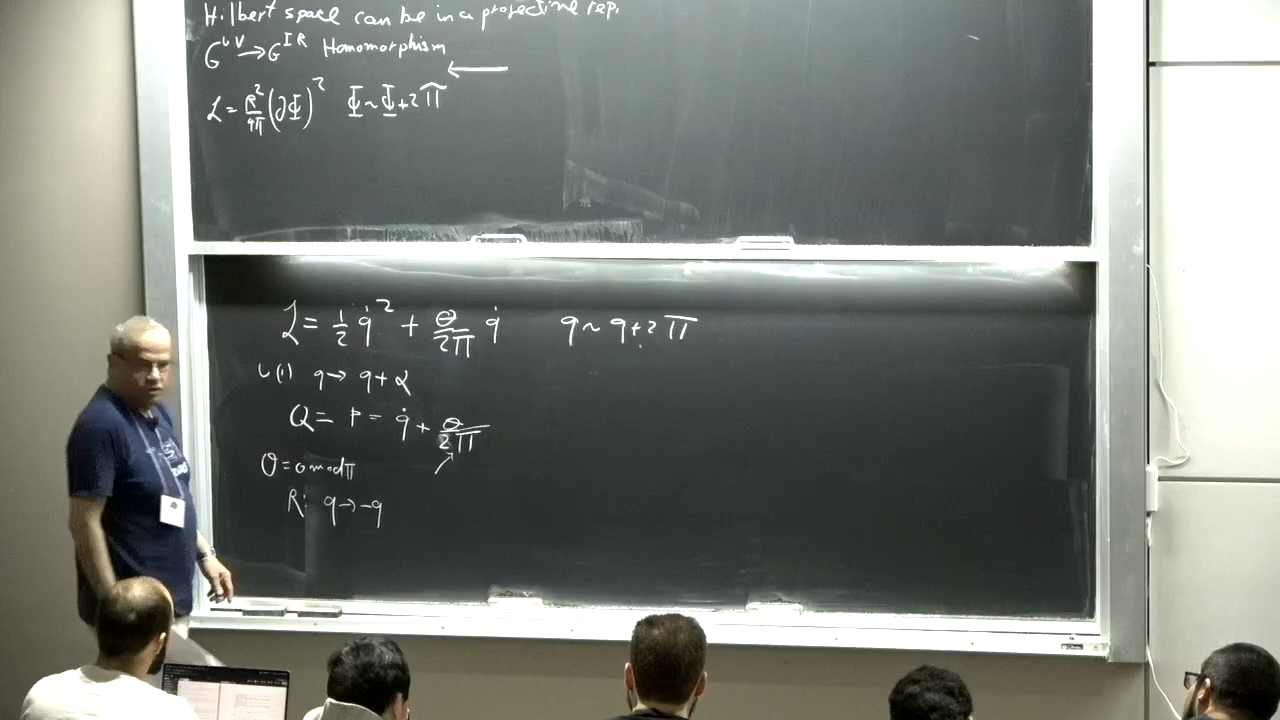 Hilbert space can be in a projective rep.
G^UV → G^IR Homomorphism
ℒ = R²/4π (∂Φ)² Φ ~ Φ + 2π
ℒ = 1/2 q̇² + θ/2π q̇ q ~ q + 2π
U(1) q → q + α
Q = P = q̇ + θ/2π
θ = 0 mod π
R: q → -q